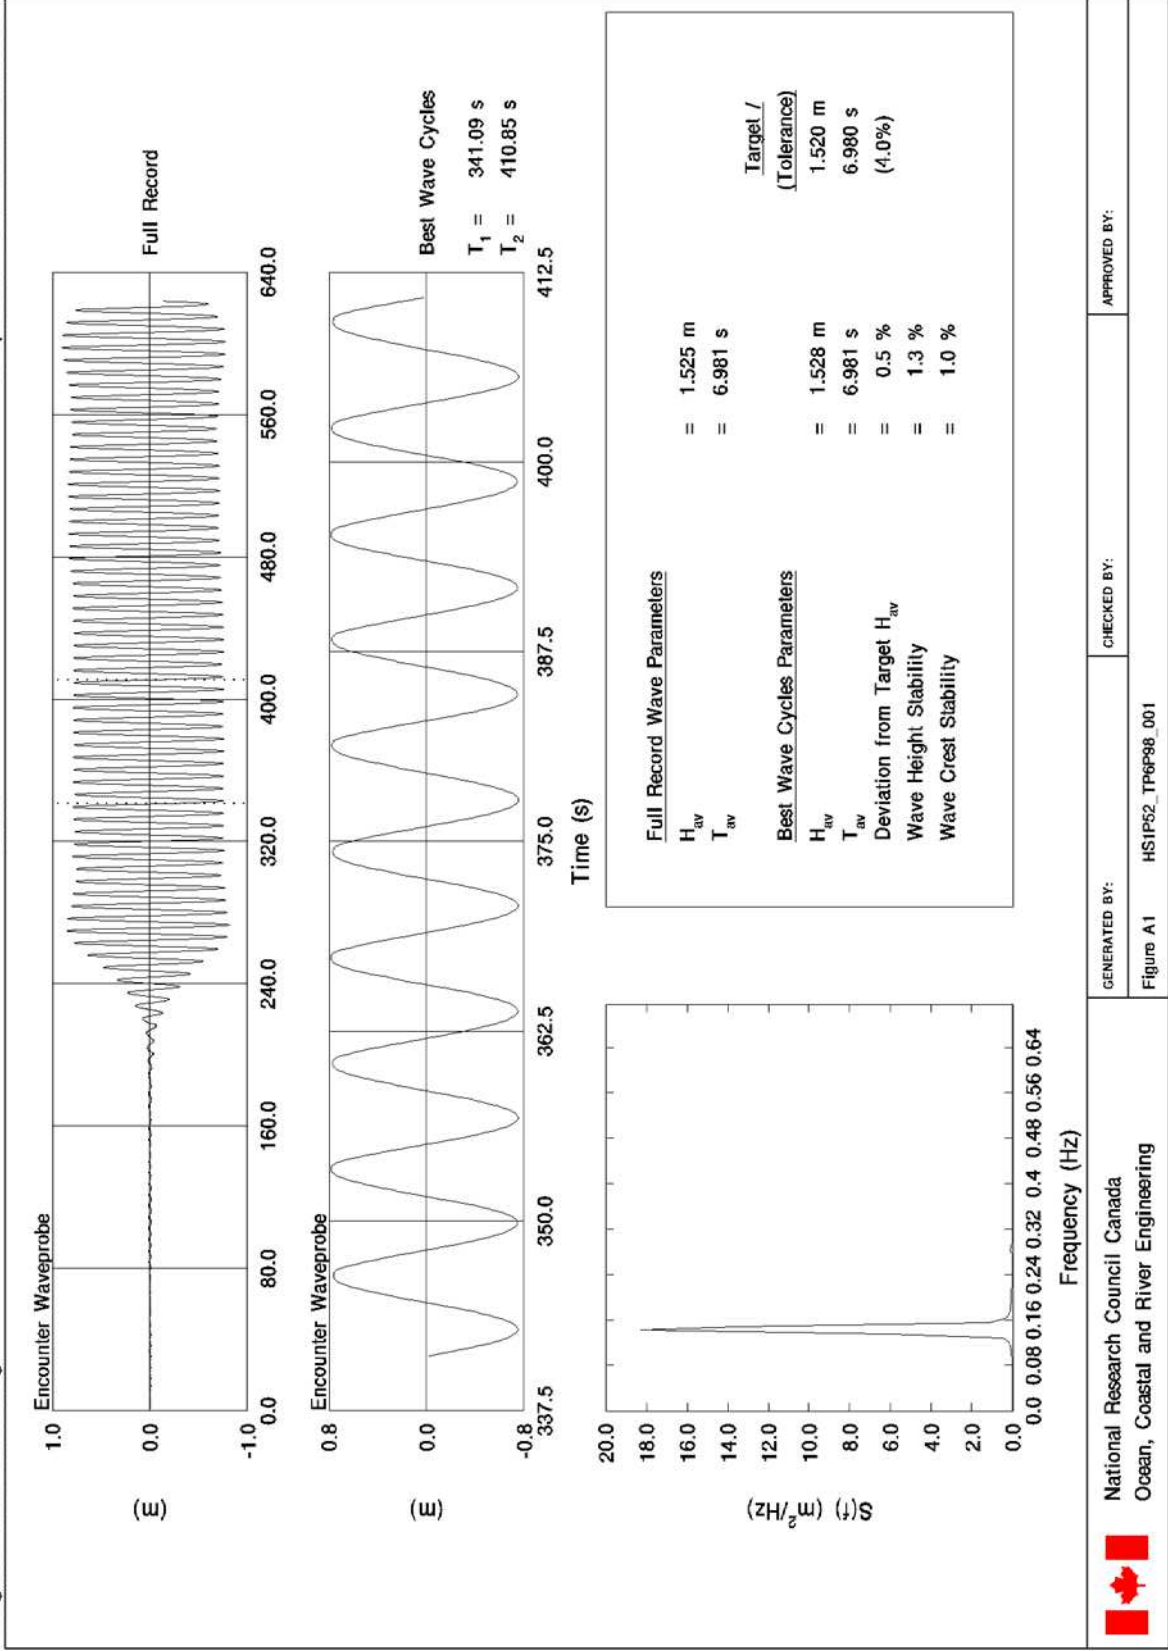 Encounter Waveprobe
1.0
0.0
-1.0
(m)
0.0 80.0 160.0 240.0 320.0 400.0 480.0 560.0 640.0
Full Record
Encounter Waveprobe
0.8
0.0
-0.8
(m)
337.5 350.0 362.5 375.0 387.5 400.0 412.5
Time (s)
Best Wave Cycles
T1 = 341.09 s
T2 = 410.85 s
20.0
18.0
16.0
14.0
12.0
10.0
8.0
6.0
4.0
2.0
0.0
S(f) (m2/Hz)
0.0 0.08 0.16 0.24 0.32 0.4 0.48 0.56 0.64
Frequency (Hz)
Full Record Wave Parameters
Hav = 1.525 m
Tav = 6.981 s
Target /
Best Wave Cycles Parameters (Tolerance)
Hav = 1.528 m 1.520 m
Tav = 6.981 s 6.980 s
Deviation from Target Hav = 0.5 % (4.0%)
Wave Height Stability = 1.3 %
Wave Crest Stability = 1.0 %
National Research Council Canada
Ocean, Coastal and River Engineering
GENERATED BY:
CHECKED BY:
APPROVED BY:
Figure A1 HS1P52_TP6P98_001